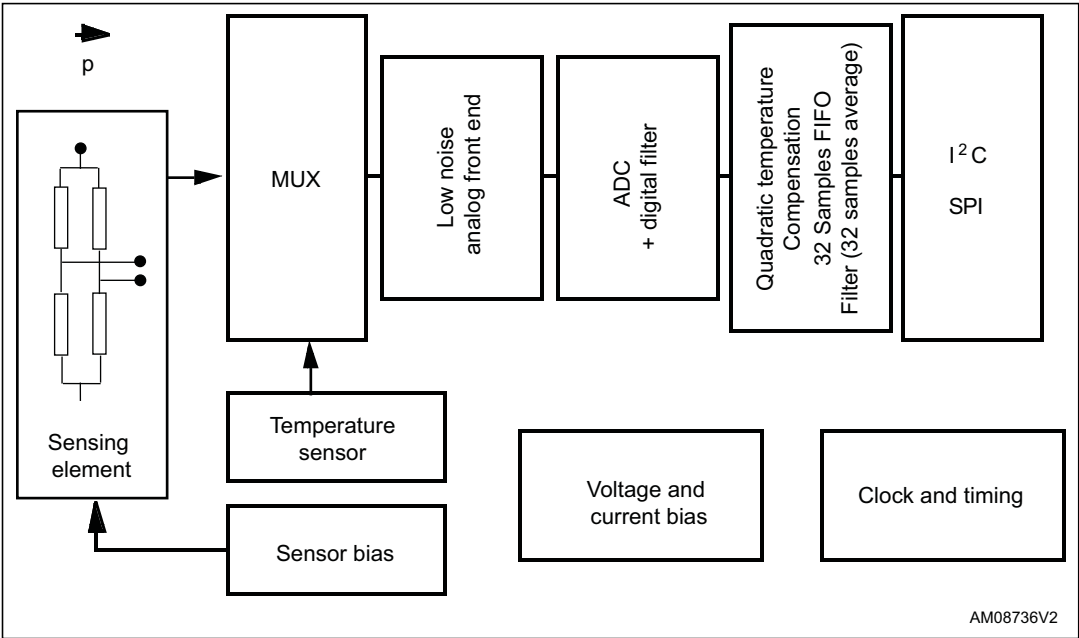 p
Sensing
element
MUX
Low noise
analog front end
ADC
+ digital filter
Quadratic temperature
Compensation
32 Samples FIFO
Filter (32 samples average)
I² C
SPI
Temperature
sensor
Sensor bias
Voltage and
current bias
Clock and timing
AM08736V2